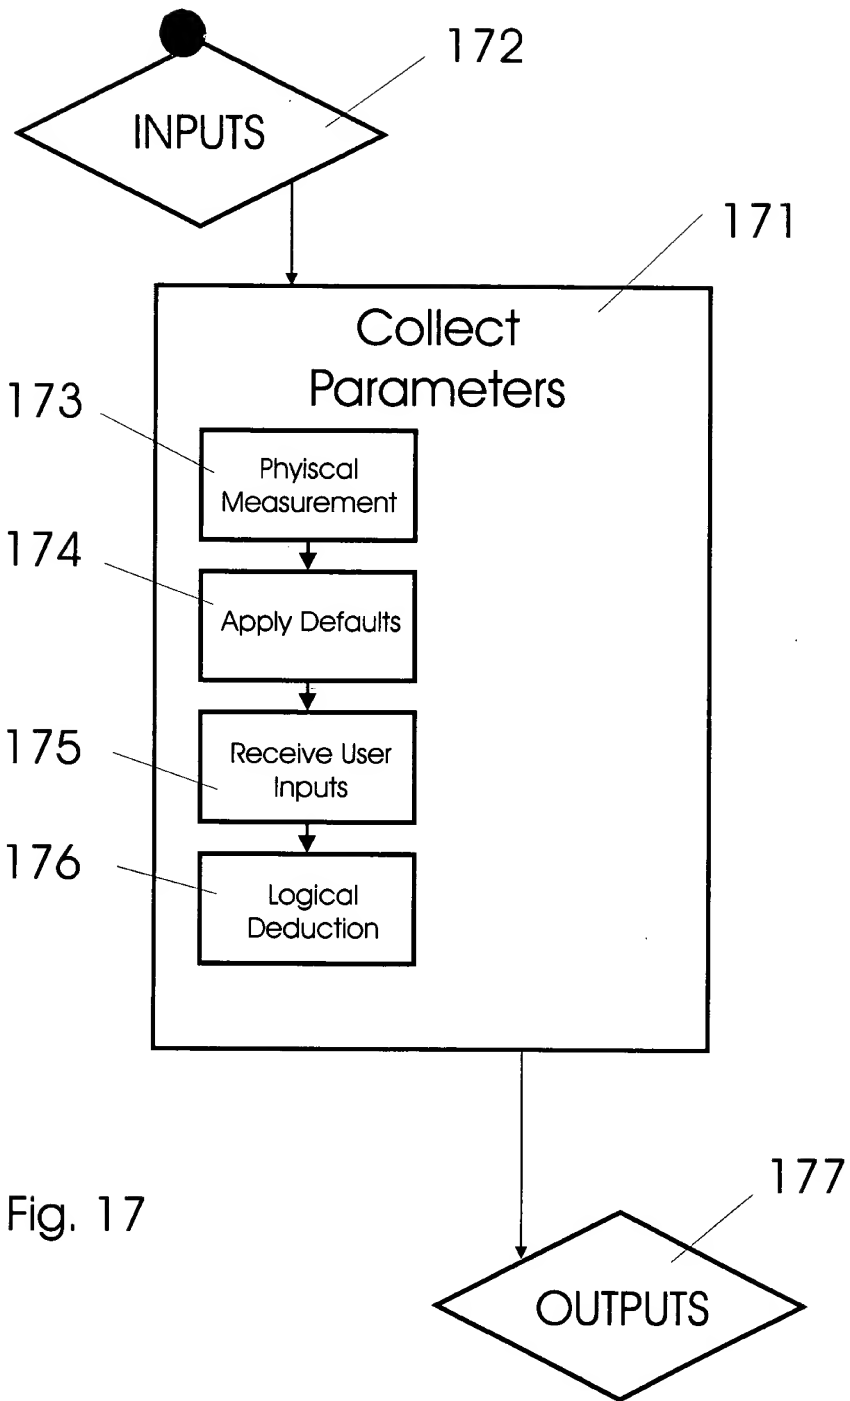 172
INPUTS
171
Collect
Parameters
173
Phyiscal
Measurement
174
Apply Defaults
175
Receive User
Inputs
176
Logical
Deduction
177
Fig. 17
OUTPUTS